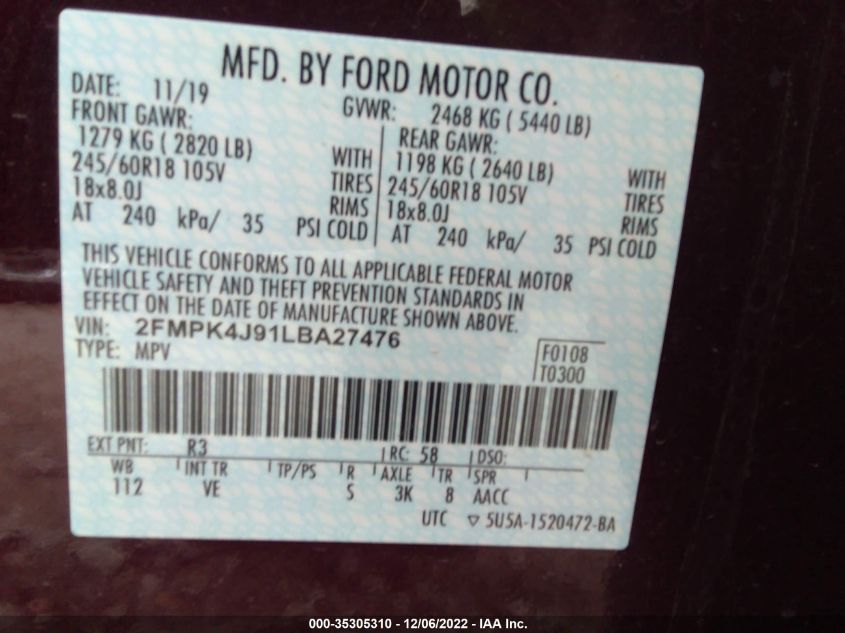 MFD. BY FORD MOTOR CO.
DATE: 11/19 GVWR: 2468 KG ( 5440 LB)
FRONT GAWR: REAR GAWR:
1279 KG ( 2820 LB) WITH 1198 KG ( 2640 LB) WITH
245/60R18 105V TIRES 245/60R18 105V TIRES
18x8.0J RIMS 18x8.0J RIMS
AT 240 kPa/ 35 PSI COLD AT 240 kPa/ 35 PSI COLD
THIS VEHICLE CONFORMS TO ALL APPLICABLE FEDERAL MOTOR
VEHICLE SAFETY AND THEFT PREVENTION STANDARDS IN
EFFECT ON THE DATE OF MANUFACTURE SHOWN ABOVE.
VIN: 2FMPK4J91LBA27476
TYPE: MPV
F0108
T0300
EXT PNT: R3 RC: 58 DSO:
WB INT TR TP/PS R AXLE TR SPR
112 VE S 3K 8 AACC
UTC ▽ 5U5A-1520472-BA
000-35305310 - 12/06/2022 - IAA Inc.